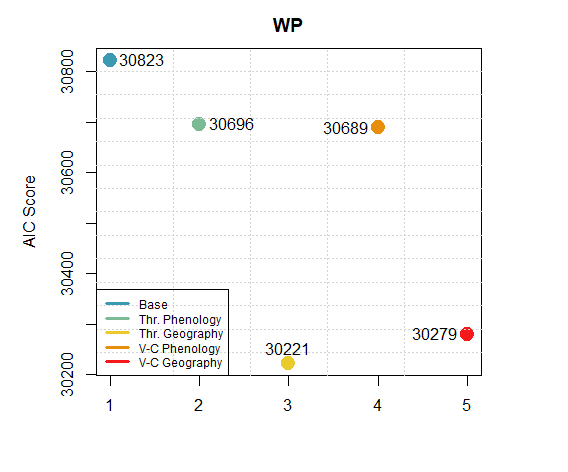 WP
30823
30696
30689
30221
30279
AIC Score
30800
30600
30400
30200
Base
Thr. Phenology
Thr. Geography
V-C Phenology
V-C Geography
1 2 3 4 5